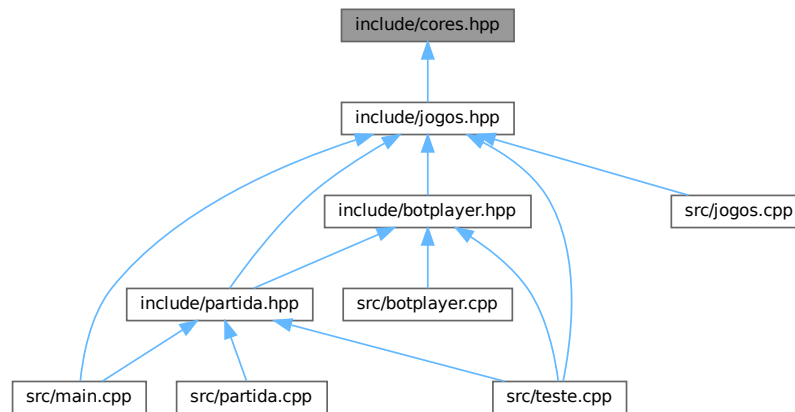 include/cores.hpp
include/jogos.hpp
include/botplayer.hpp
src/jogos.cpp
include/partida.hpp
src/botplayer.cpp
src/main.cpp
src/partida.cpp
src/teste.cpp